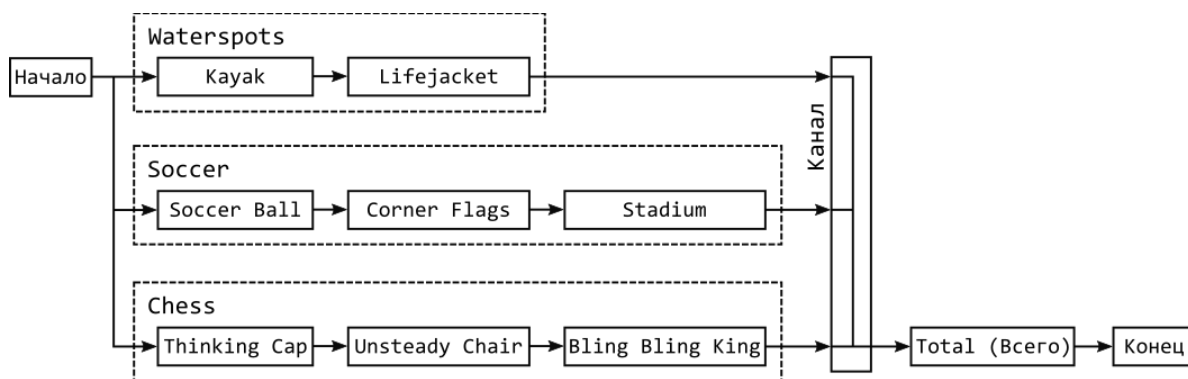 Waterspots
Начало
Kayak
Lifejacket
Канал
Soccer
Soccer Ball
Corner Flags
Stadium
Chess
Thinking Cap
Unsteady Chair
Bling Bling King
Total (Всего)
Конец